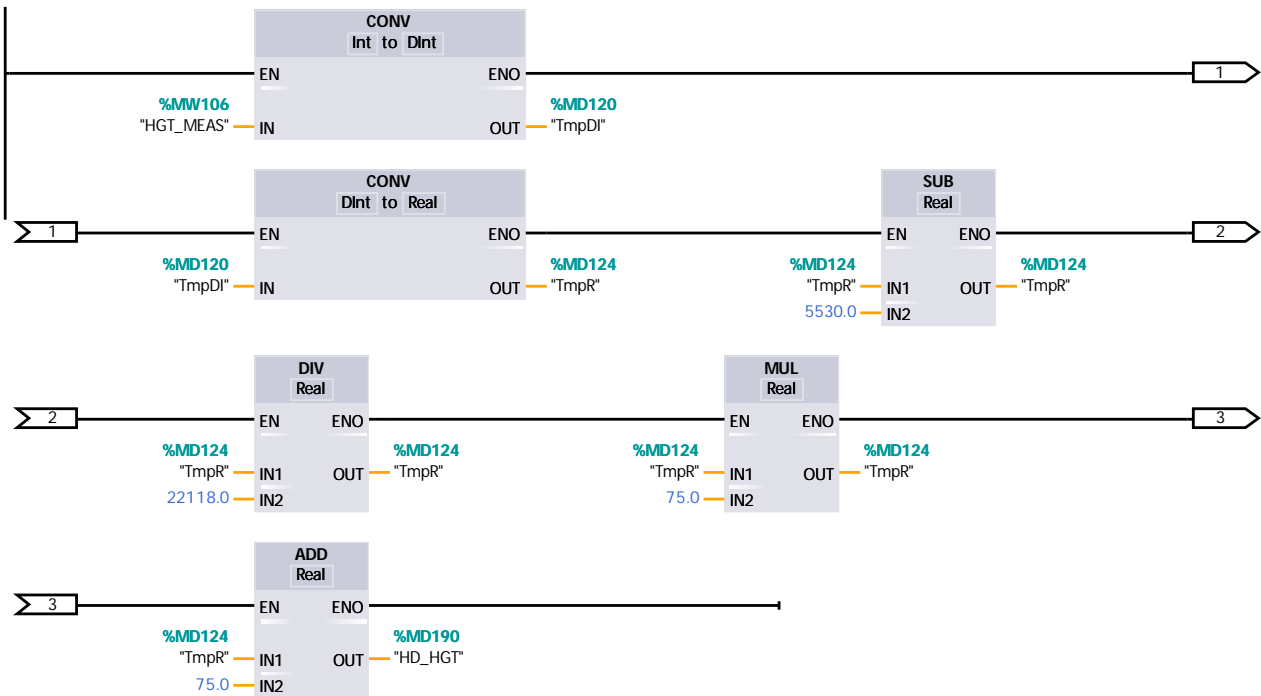 CONV
Int to DInt
EN ENO 1
%MW106 %MD120
"HGT_MEAS" IN OUT "TmpDI"
CONV SUB
DInt to Real Real
1 EN ENO EN ENO 2
%MD120 %MD124 %MD124 %MD124
"TmpDI" IN OUT "TmpR" "TmpR" IN1 OUT "TmpR"
5530.0 IN2
DIV MUL
Real Real
2 EN ENO EN ENO 3
%MD124 %MD124 %MD124 %MD124
"TmpR" IN1 OUT "TmpR" "TmpR" IN1 OUT "TmpR"
22118.0 IN2 75.0 IN2
ADD
Real
3 EN ENO
%MD124 %MD190
"TmpR" IN1 OUT "HD_HGT"
75.0 IN2